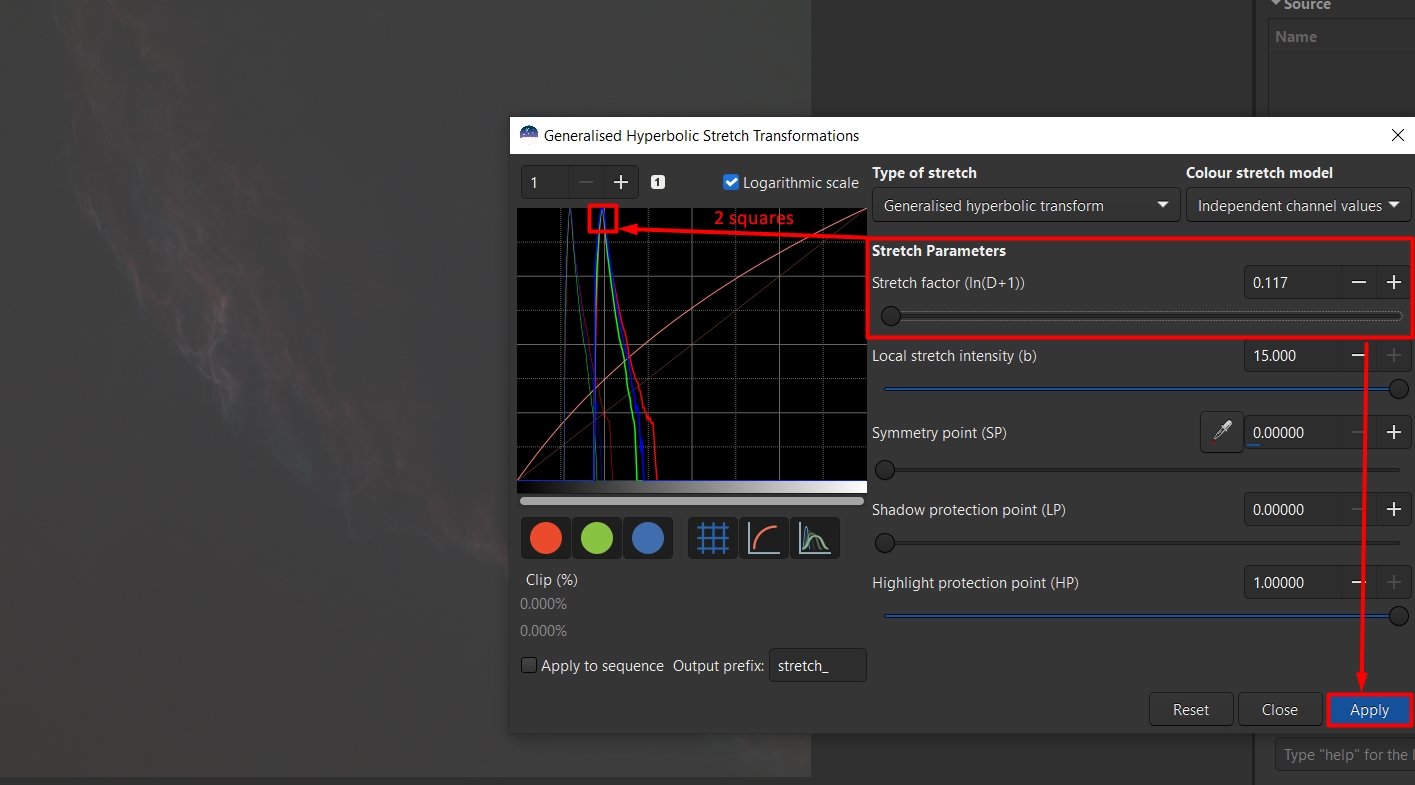 Source
Name
Generalised Hyperbolic Stretch Transformations
1
1
Logarithmic scale
Type of stretch
Colour stretch model
Generalised hyperbolic transform
Independent channel values
2 squares
Stretch Parameters
Stretch factor (ln(D+1))
0.117
Local stretch intensity (b)
15.000
Symmetry point (SP)
0.00000
Shadow protection point (LP)
0.00000
Highlight protection point (HP)
1.00000
Clip (%)
0.000%
0.000%
Apply to sequence
Output prefix:
stretch_
Reset
Close
Apply
Type "help" for the